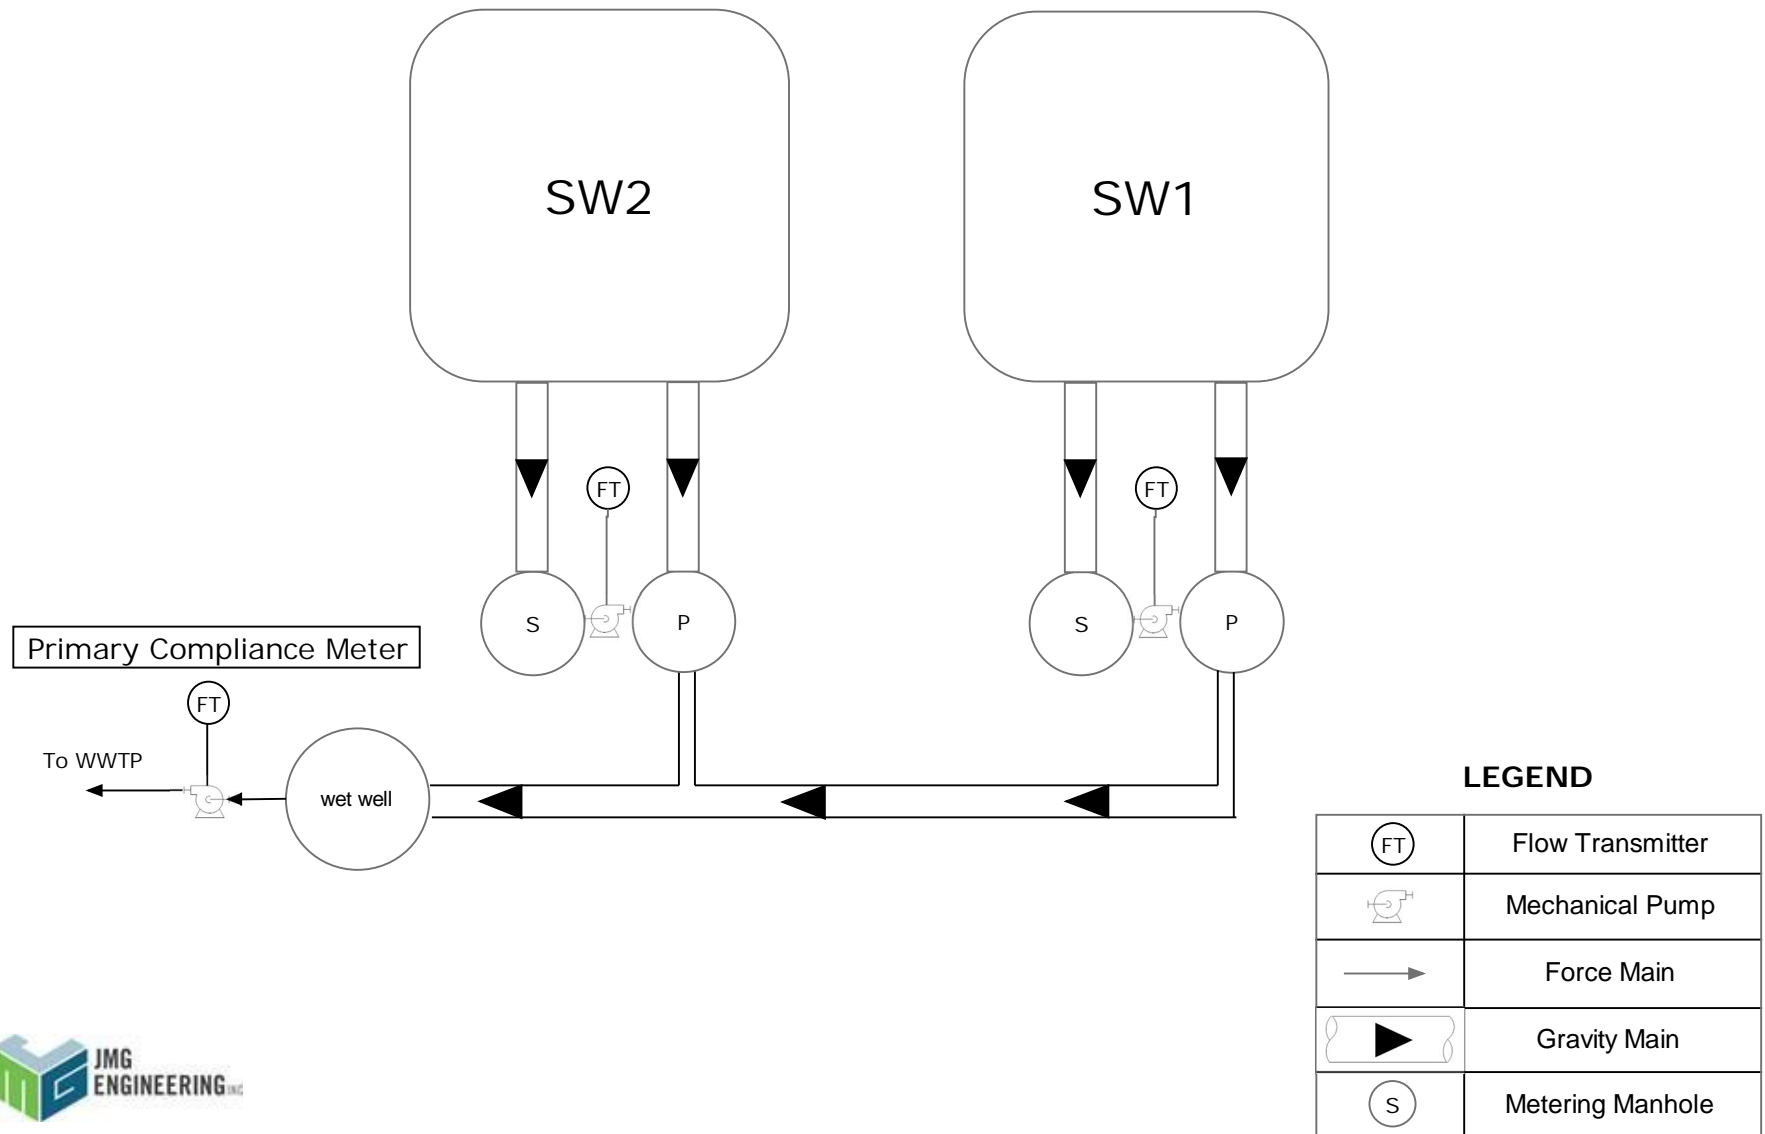 SW2
SW1
FT
FT
S
P
S
P
Primary Compliance Meter
FT
To WWTP
wet well
LEGEND
FT Flow Transmitter
Mechanical Pump
Force Main
Gravity Main
S Metering Manhole
JMG
ENGINEERING INC